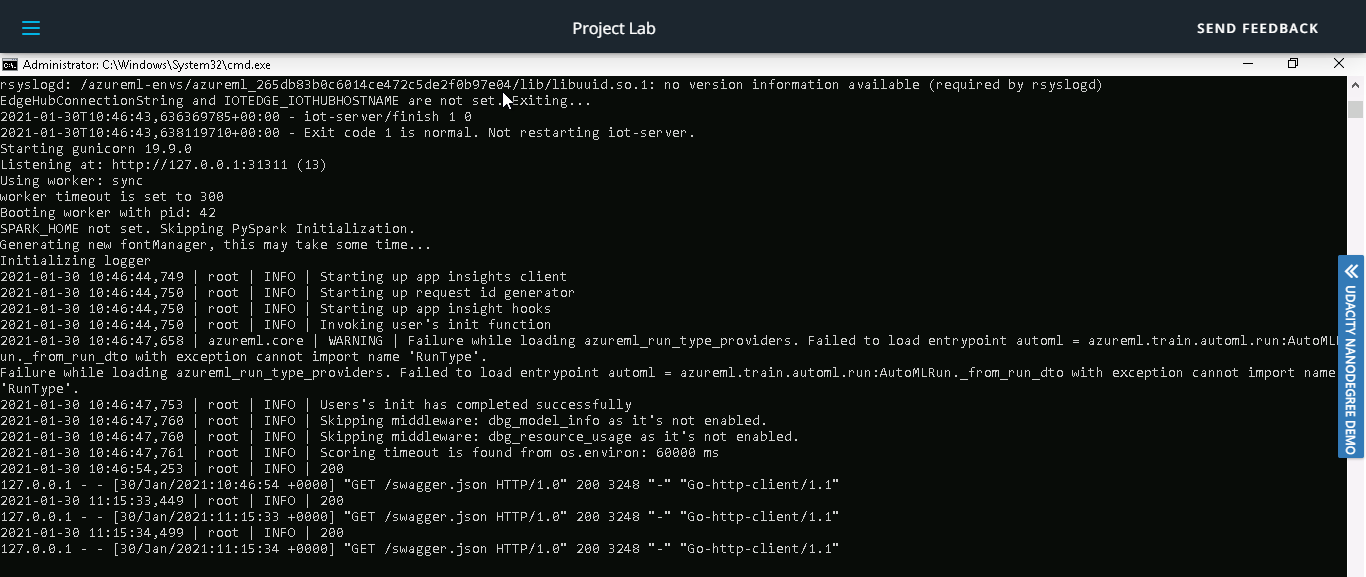 Project Lab
SEND FEEDBACK
Administrator: C:\Windows\System32\cmd.exe
rsyslogd: /azureml-envs/azureml_265db83b0c6014ce472c5de2f0b97e04/lib/libuuid.so.1: no version information available (required by rsyslogd)
EdgeHubConnectionString and IOTEDGE_IOTHUBHOSTNAME are not set. Exiting...
2021-01-30T10:46:43,636369785+00:00 - iot-server/finish 1 0
2021-01-30T10:46:43,638119710+00:00 - Exit code 1 is normal. Not restarting iot-server.
Starting gunicorn 19.9.0
Listening at: http://127.0.0.1:31311 (13)
Using worker: sync
worker timeout is set to 300
Booting worker with pid: 42
SPARK_HOME not set. Skipping PySpark Initialization.
Generating new fontManager, this may take some time...
Initializing logger
2021-01-30 10:46:44,749 | root | INFO | Starting up app insights client
2021-01-30 10:46:44,750 | root | INFO | Starting up request id generator
2021-01-30 10:46:44,750 | root | INFO | Starting up app insight hooks
2021-01-30 10:46:44,750 | root | INFO | Invoking user's init function
2021-01-30 10:46:47,658 | azureml.core | WARNING | Failure while loading azureml_run_type_providers. Failed to load entrypoint automl = azureml.train.automl.run:AutoMLR
un._from_run_dto with exception cannot import name 'RunType'.
Failure while loading azureml_run_type_providers. Failed to load entrypoint automl = azureml.train.automl.run:AutoMLRun._from_run_dto with exception cannot import name
'RunType'.
2021-01-30 10:46:47,753 | root | INFO | Users's init has completed successfully
2021-01-30 10:46:47,760 | root | INFO | Skipping middleware: dbg_model_info as it's not enabled.
2021-01-30 10:46:47,760 | root | INFO | Skipping middleware: dbg_resource_usage as it's not enabled.
2021-01-30 10:46:47,761 | root | INFO | Scoring timeout is found from os.environ: 60000 ms
2021-01-30 10:46:54,253 | root | INFO | 200
127.0.0.1 - - [30/Jan/2021:10:46:54 +0000] "GET /swagger.json HTTP/1.0" 200 3248 "-" "Go-http-client/1.1"
2021-01-30 11:15:33,449 | root | INFO | 200
127.0.0.1 - - [30/Jan/2021:11:15:33 +0000] "GET /swagger.json HTTP/1.0" 200 3248 "-" "Go-http-client/1.1"
2021-01-30 11:15:34,499 | root | INFO | 200
127.0.0.1 - - [30/Jan/2021:11:15:34 +0000] "GET /swagger.json HTTP/1.0" 200 3248 "-" "Go-http-client/1.1"
UDACITY NANODEGREE DEMO